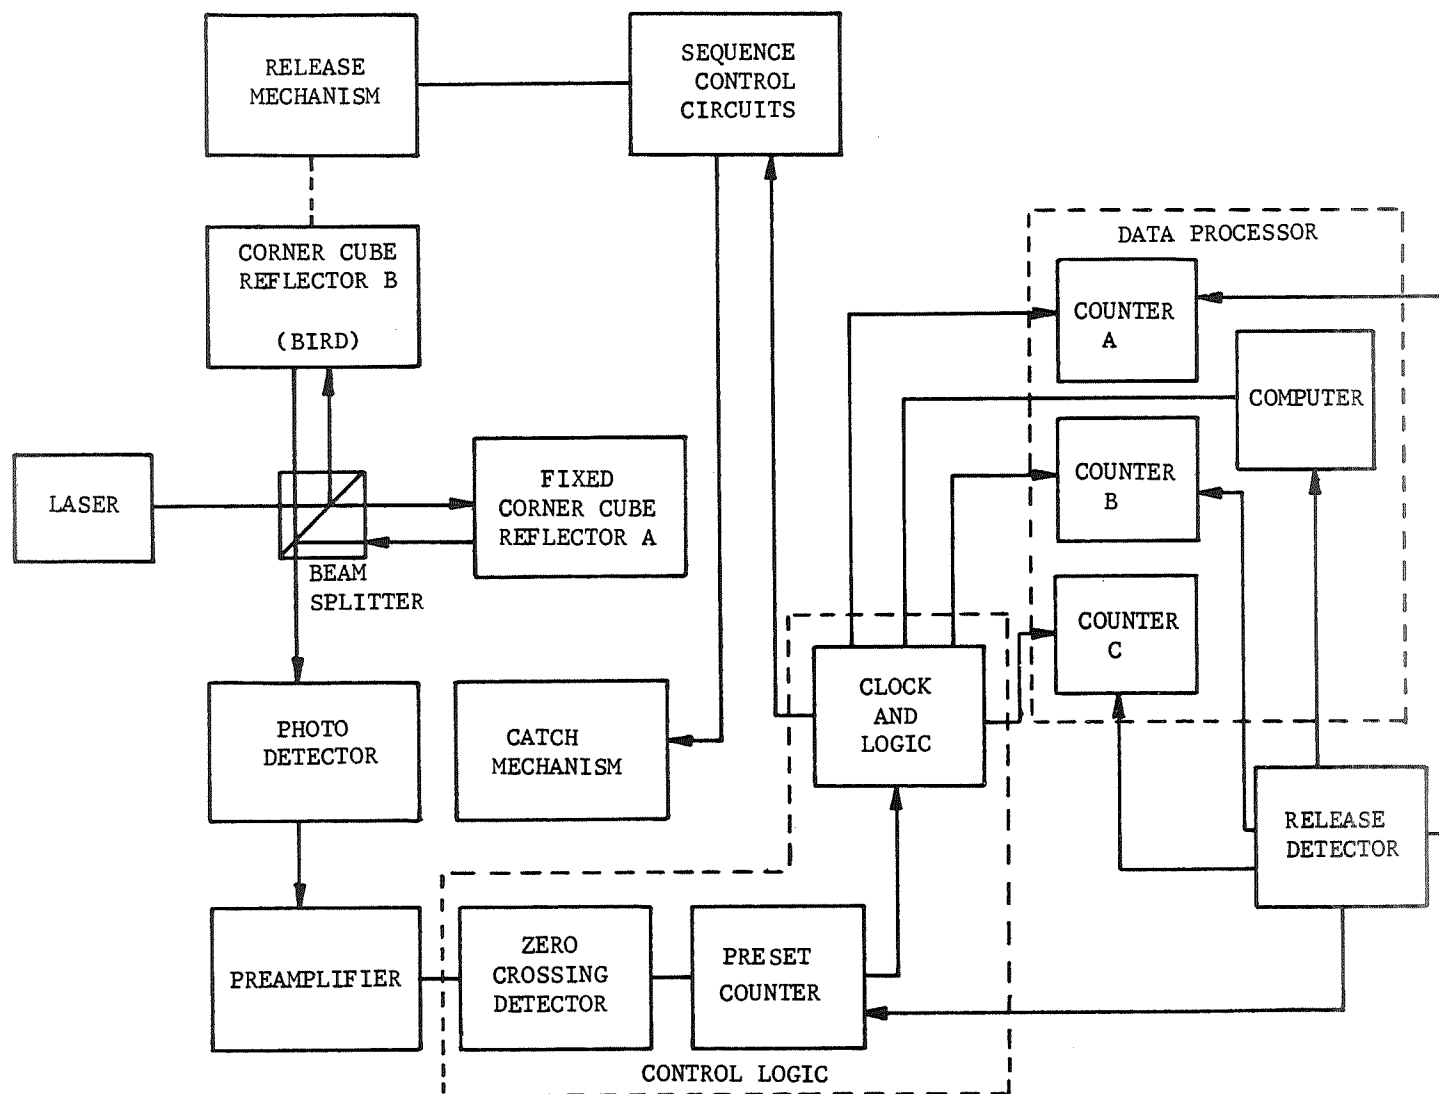 RELEASE
MECHANISM
SEQUENCE
CONTROL
CIRCUITS
CORNER CUBE
REFLECTOR B
(BIRD)
DATA PROCESSOR
COUNTER
A
COMPUTER
COUNTER
B
LASER
FIXED
CORNER CUBE
REFLECTOR A
BEAM
SPLITTER
COUNTER
C
PHOTO
DETECTOR
CATCH
MECHANISM
CLOCK
AND
LOGIC
RELEASE
DETECTOR
PREAMPLIFIER
ZERO
CROSSING
DETECTOR
PRESET
COUNTER
CONTROL LOGIC